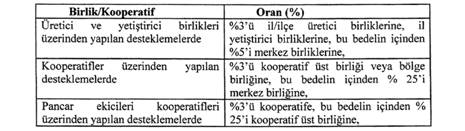 Birlik/Kooperatif
Oran (%)
Üretici ve yetiştirici birlikleri
üzerinden yapılan desteklemelerde
%3'ü il/ilçe üretici birliklerine, il
yetiştirici birliklerine, bu bedelin içinden
%5'i merkez birliklerine,
Kooperatifler üzerinden yapılan
desteklemelerde
%3'ü kooperatif üst birliği veya bölge
birliğine, bu bedelin içinden % 25'i
merkez birliğine,
Pancar ekicileri kooperatifleri
üzerinden yapılan desteklemelerde
%3'ü kooperatife, bu bedelin içinden, %
25'i kooperatif üst birliğine,